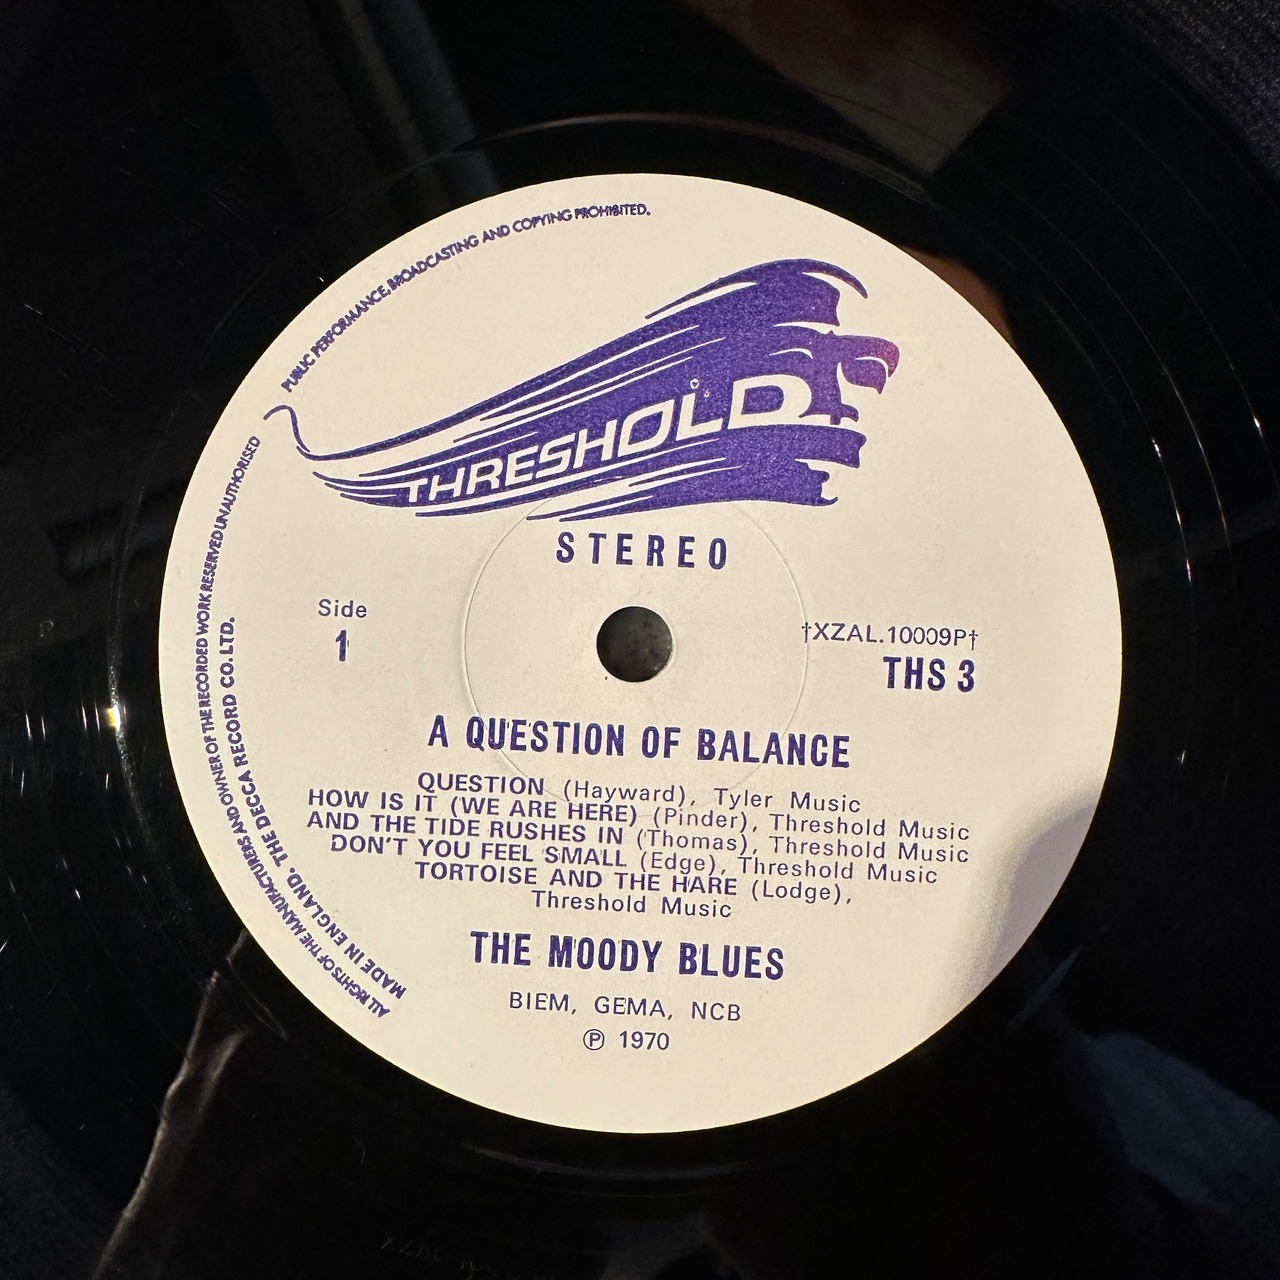 PUBLIC PERFORMANCE, BROADCASTING AND COPYING PROHIBITED.
ALL RIGHTS OF THE MANUFACTURERS AND OWNER OF THE RECORDED WORK RESERVED UNAUTHORISED
MADE IN ENGLAND. THE DECCA RECORD CO. LTD.
THRESHOLD
STEREO
Side
1
†XZAL.10009P†
THS 3
A QUESTION OF BALANCE
QUESTION (Hayward), Tyler Music
HOW IS IT (WE ARE HERE) (Pinder), Threshold Music
AND THE TIDE RUSHES IN (Thomas), Threshold Music
DON'T YOU FEEL SMALL (Edge), Threshold Music
TORTOISE AND THE HARE (Lodge),
Threshold Music
THE MOODY BLUES
BIEM, GEMA, NCB
℗ 1970